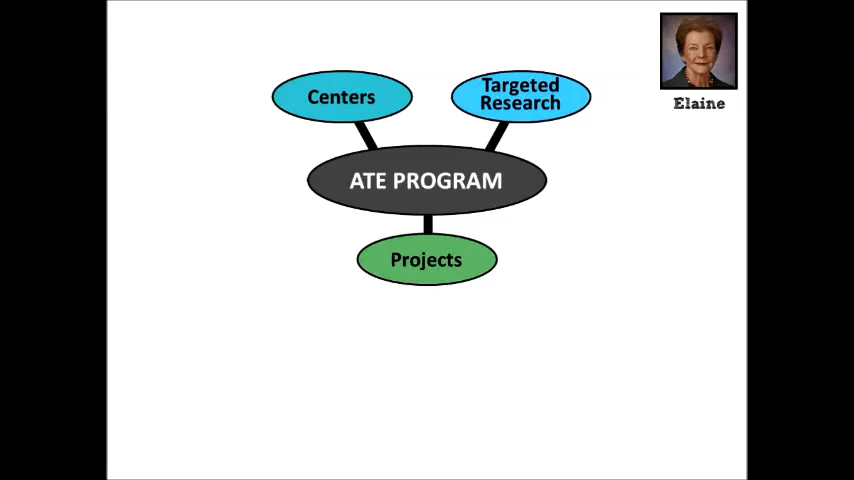 Centers
Targeted
Research
Elaine
ATE PROGRAM
Projects